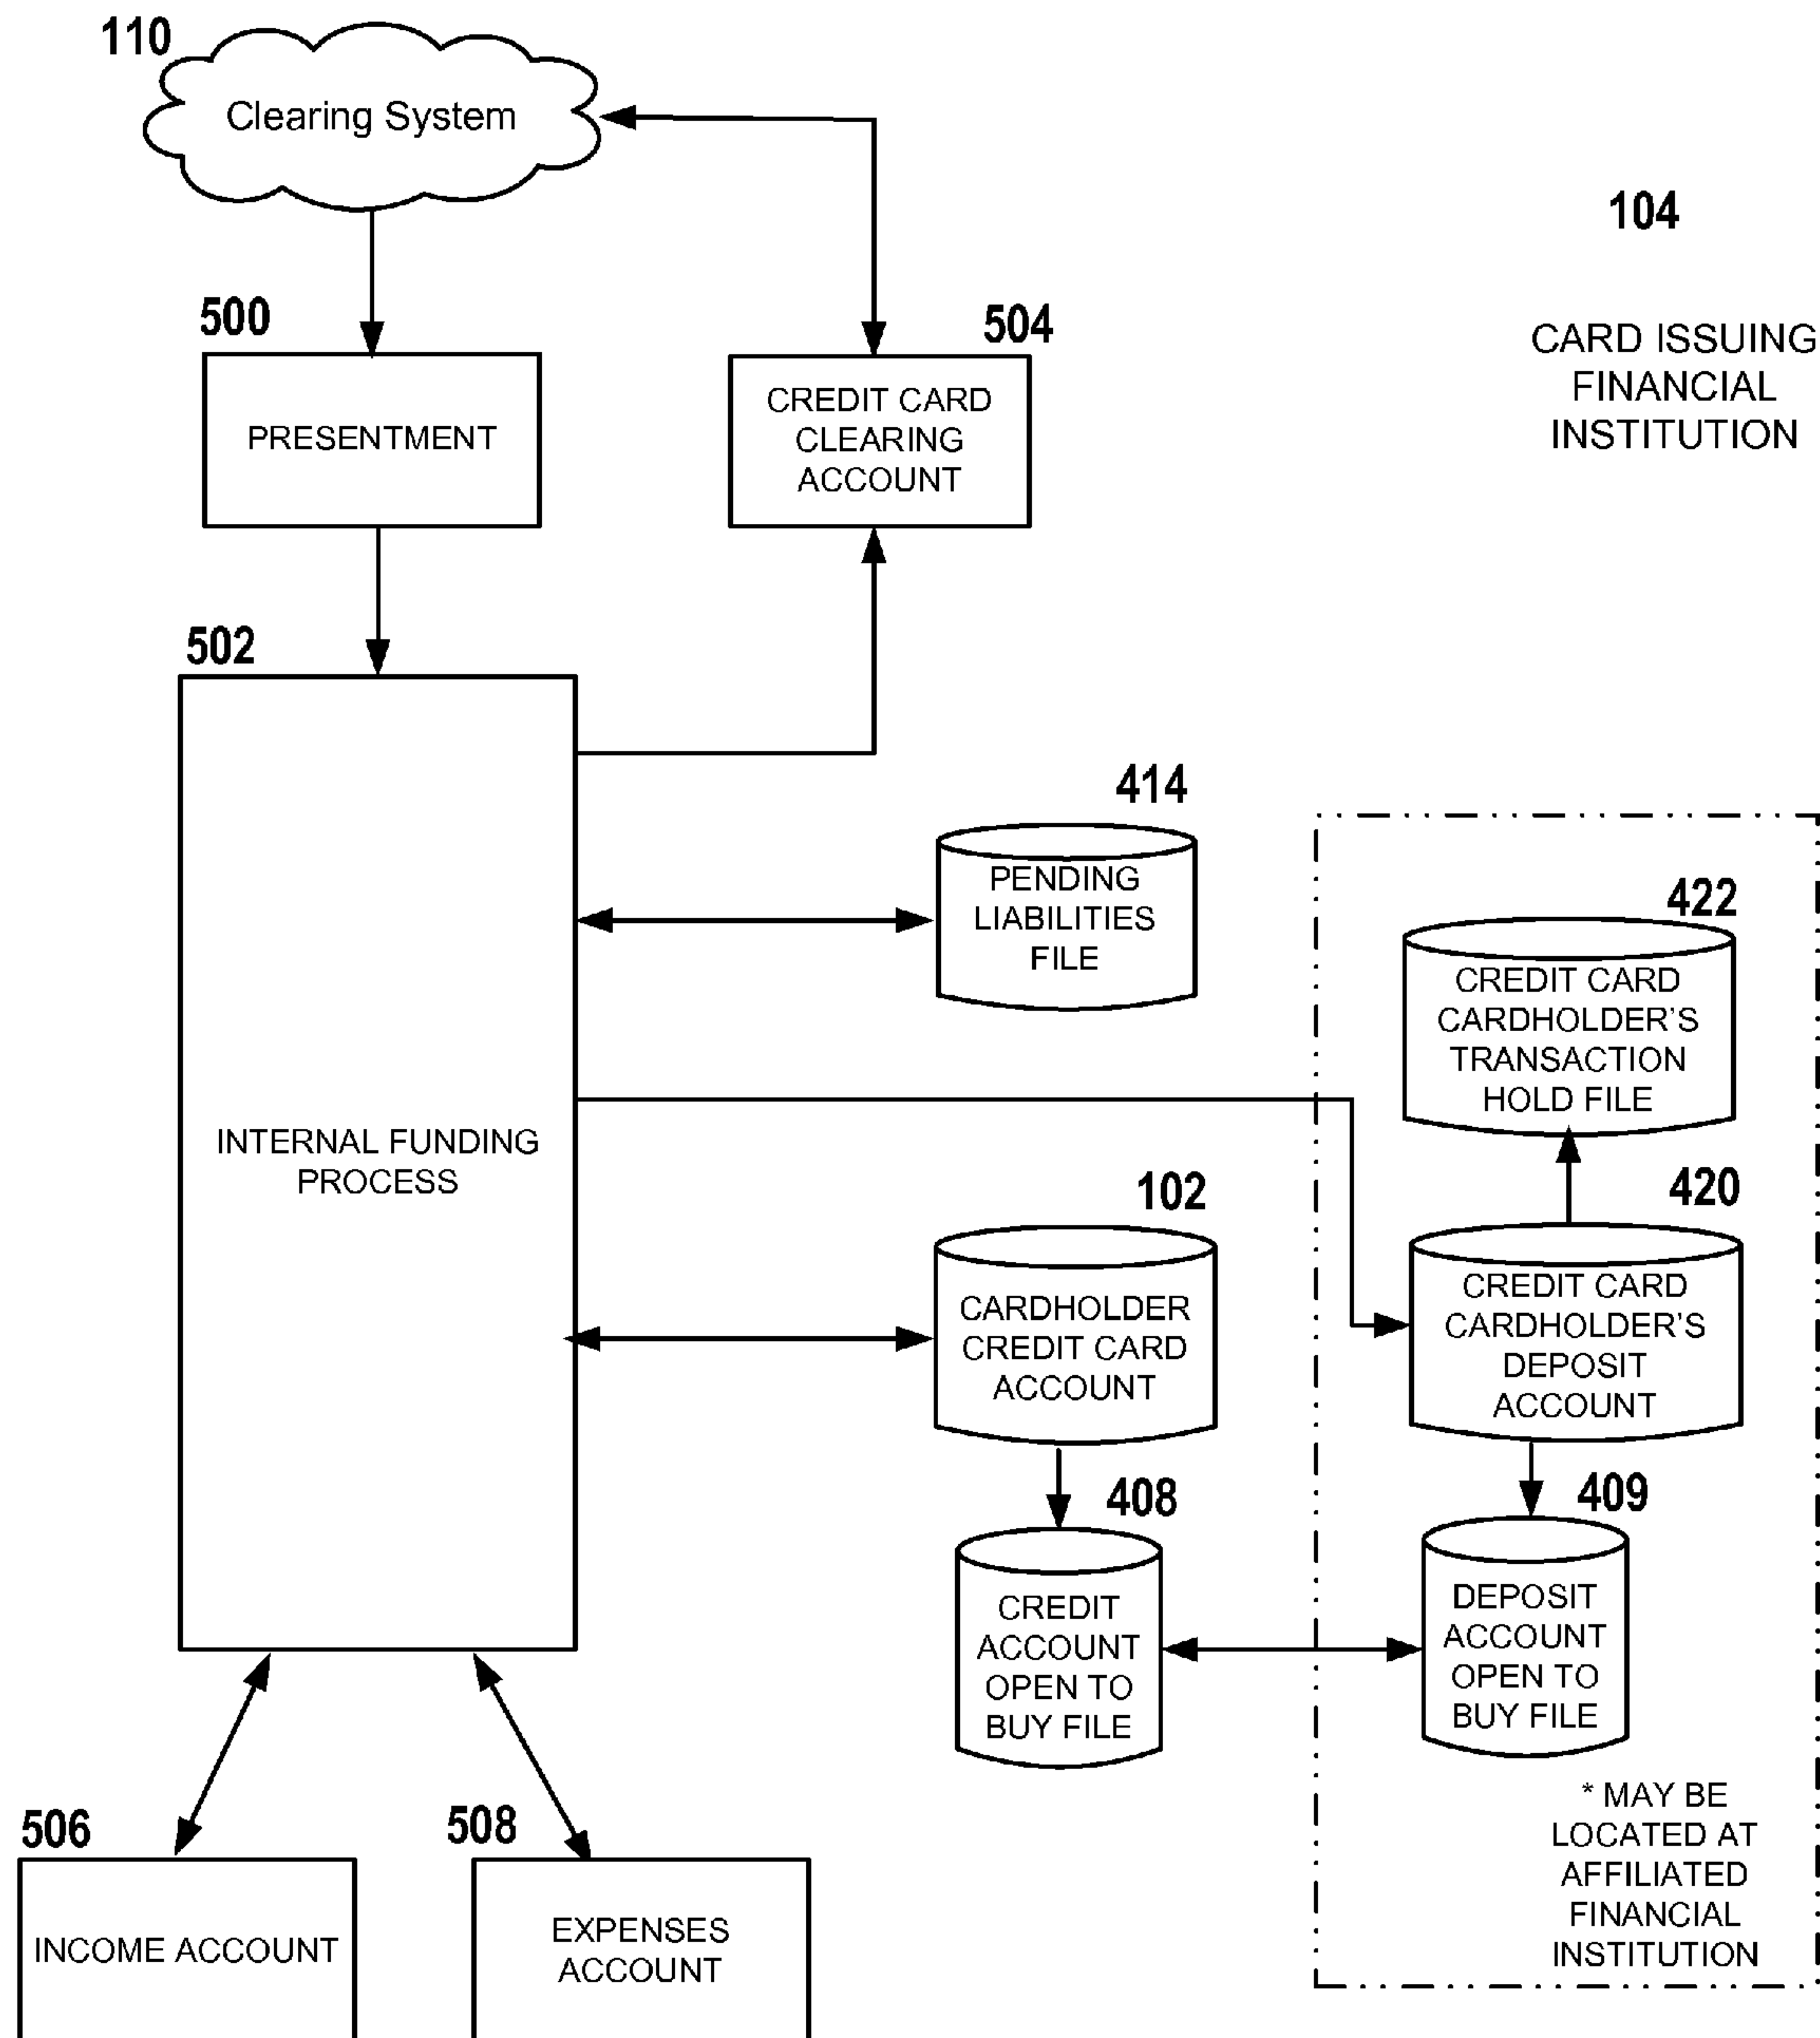 110
Clearing System
104
CARD ISSUING
FINANCIAL
INSTITUTION
500
PRESENTMENT
504
CREDIT CARD
CLEARING
ACCOUNT
502
INTERNAL FUNDING
PROCESS
414
PENDING
LIABILITIES
FILE
422
CREDIT CARD
CARDHOLDER'S
TRANSACTION
HOLD FILE
102
CARDHOLDER
CREDIT CARD
ACCOUNT
420
CREDIT CARD
CARDHOLDER'S
DEPOSIT
ACCOUNT
408
CREDIT
ACCOUNT
OPEN TO
BUY FILE
409
DEPOSIT
ACCOUNT
OPEN TO
BUY FILE
* MAY BE
LOCATED AT
AFFILIATED
FINANCIAL
INSTITUTION
506
INCOME ACCOUNT
508
EXPENSES
ACCOUNT